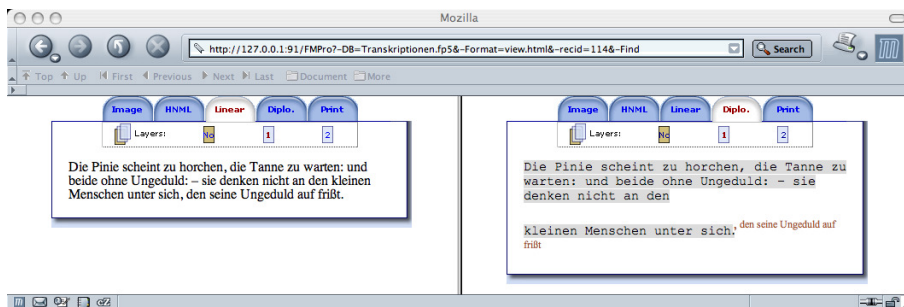 Mozilla
http://127.0.0.1:91/FMPro?-DB=Transkriptionen.fp5&-Format=view.html&-recid=114&-Find
Search
Top Up First Previous Next Last Document More
Image HNML Linear Diplo. Print
Layers: No 1 2
Die Pinie scheint zu horchen, die Tanne zu warten: und
beide ohne Ungeduld: – sie denken nicht an den kleinen
Menschen unter sich, den seine Ungeduld auf frißt.
Image HNML Linear Diplo. Print
Layers: No 1 2
Die Pinie scheint zu horchen, die Tanne zu
warten: und beide ohne Ungeduld: – sie
denken nicht an den
kleinen Menschen unter sich., den seine Ungeduld auf
frißt